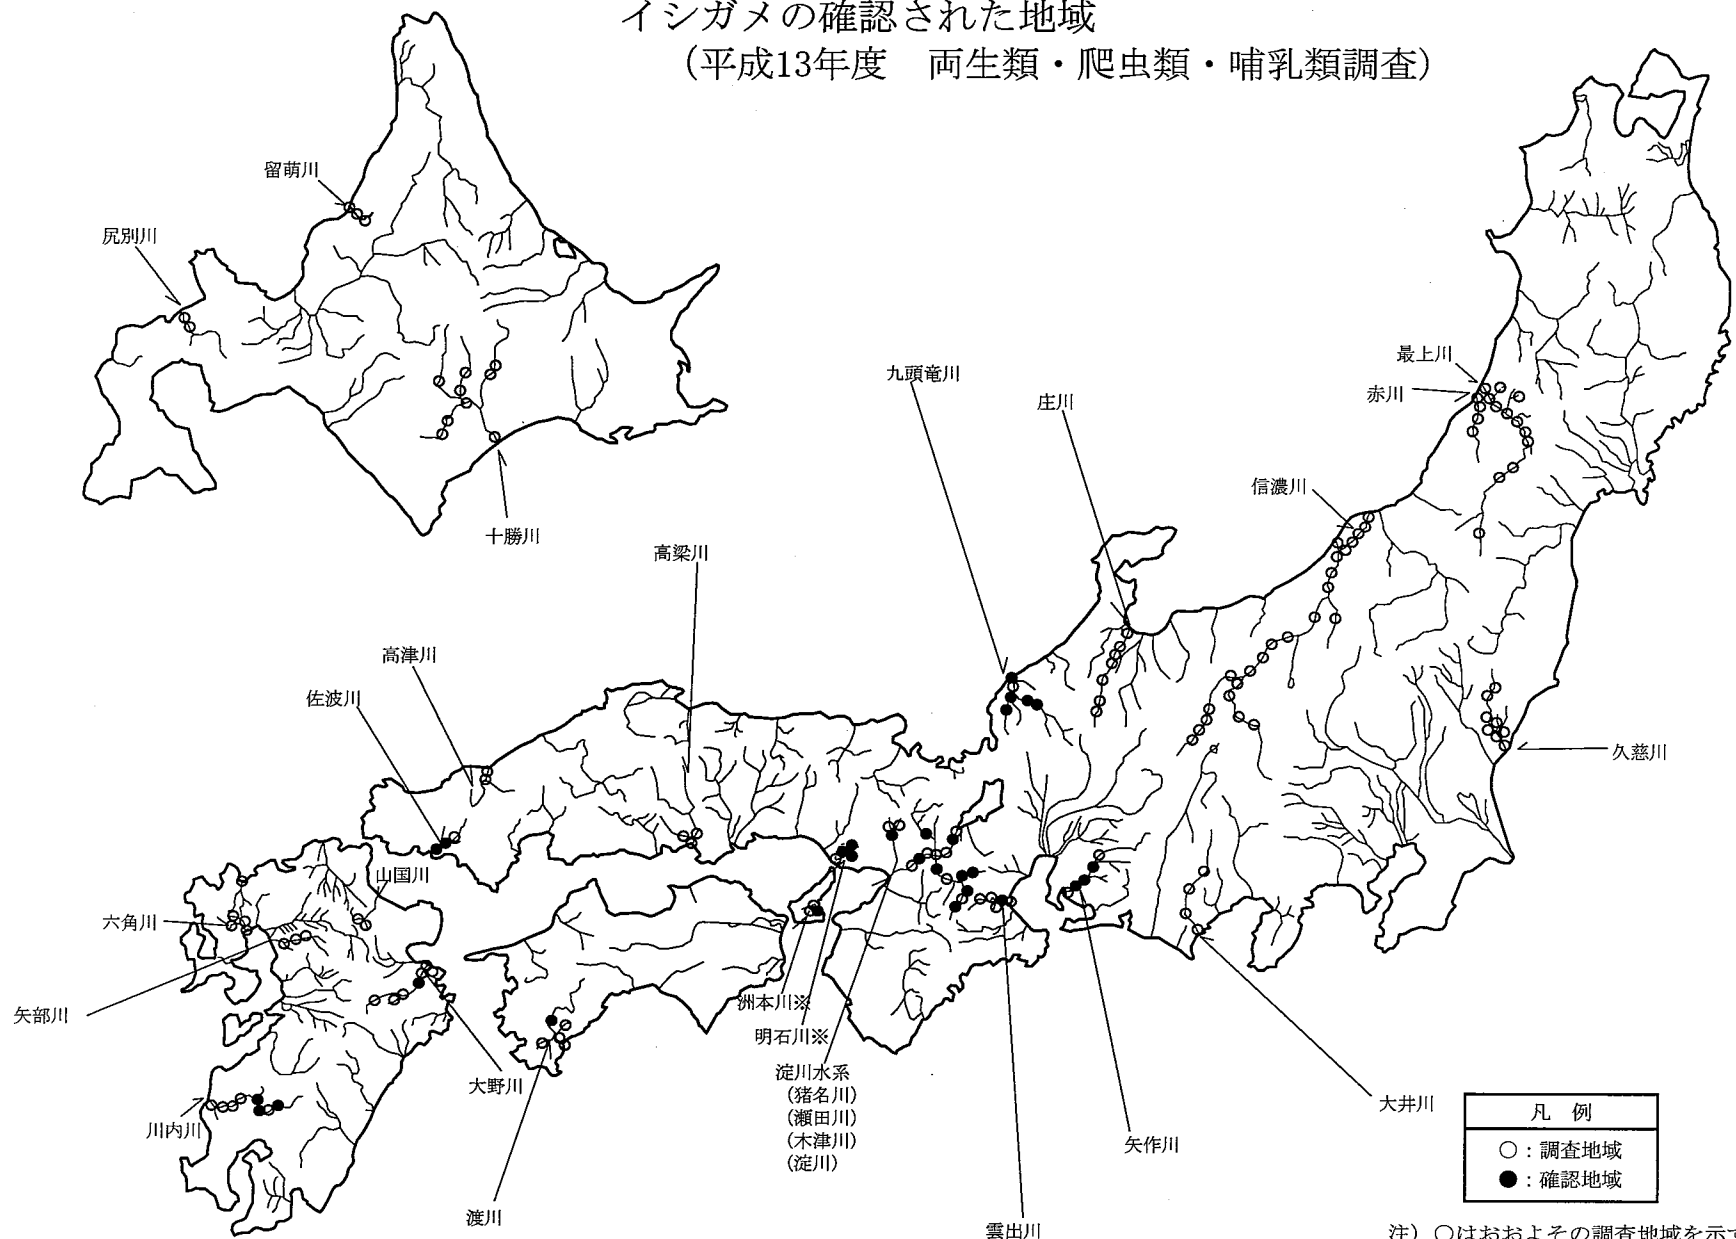 イシガメの確認された地域
（平成13年度　両生類・爬虫類・哺乳類調査）
留萌川
尻別川
十勝川
最上川
赤川
九頭竜川
庄川
信濃川
高梁川
高津川
佐波川
久慈川
山国川
六角川
矢部川
大野川
川内川
渡川
洲本川※
明石川※
淀川水系
（猪名川）
（瀬田川）
（木津川）
（淀川）
雲出川
矢作川
大井川
凡 例
○：調査地域
●：確認地域
注）○はおおよその調査地域を示す